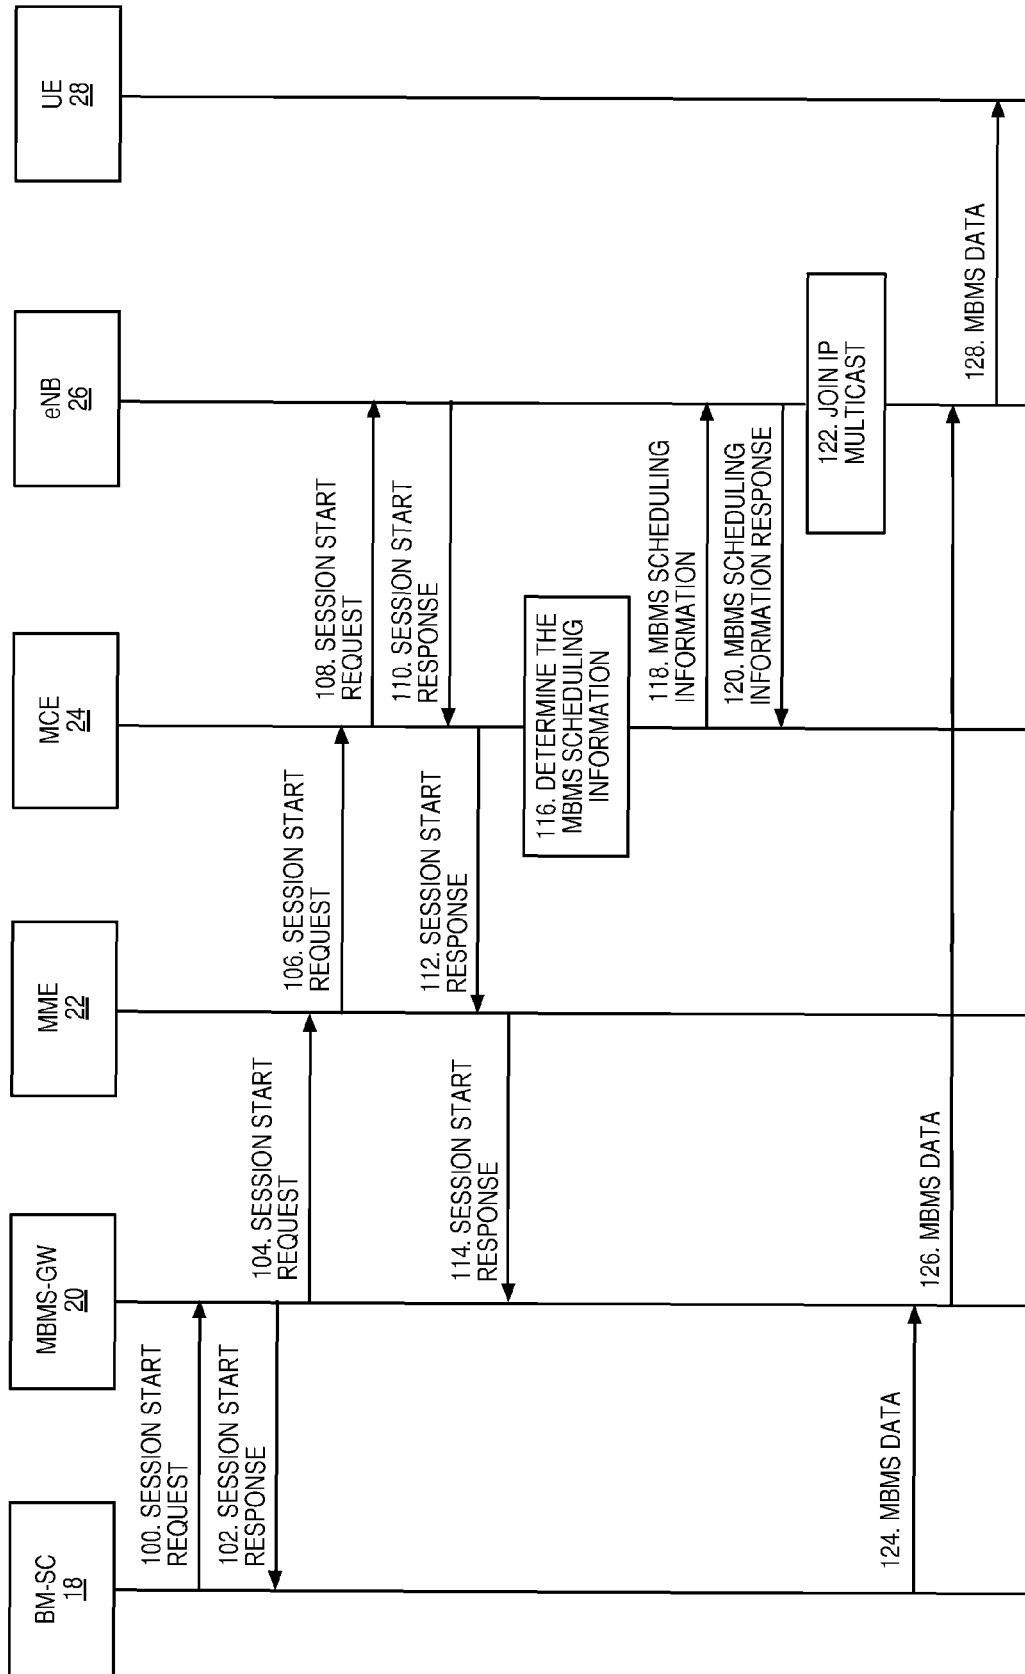 BM-SC
18
MBMS-GW
20
MME
22
MCE
24
eNB
26
UE
28
100. SESSION START
REQUEST
102. SESSION START
RESPONSE
104. SESSION START
REQUEST
106. SESSION START
REQUEST
108. SESSION START
REQUEST
110. SESSION START
RESPONSE
112. SESSION START
RESPONSE
114. SESSION START
RESPONSE
116. DETERMINE THE
MBMS SCHEDULING
INFORMATION
118. MBMS SCHEDULING
INFORMATION
120. MBMS SCHEDULING
INFORMATION RESPONSE
122. JOIN IP
MULTICAST
124. MBMS DATA
126. MBMS DATA
128. MBMS DATA